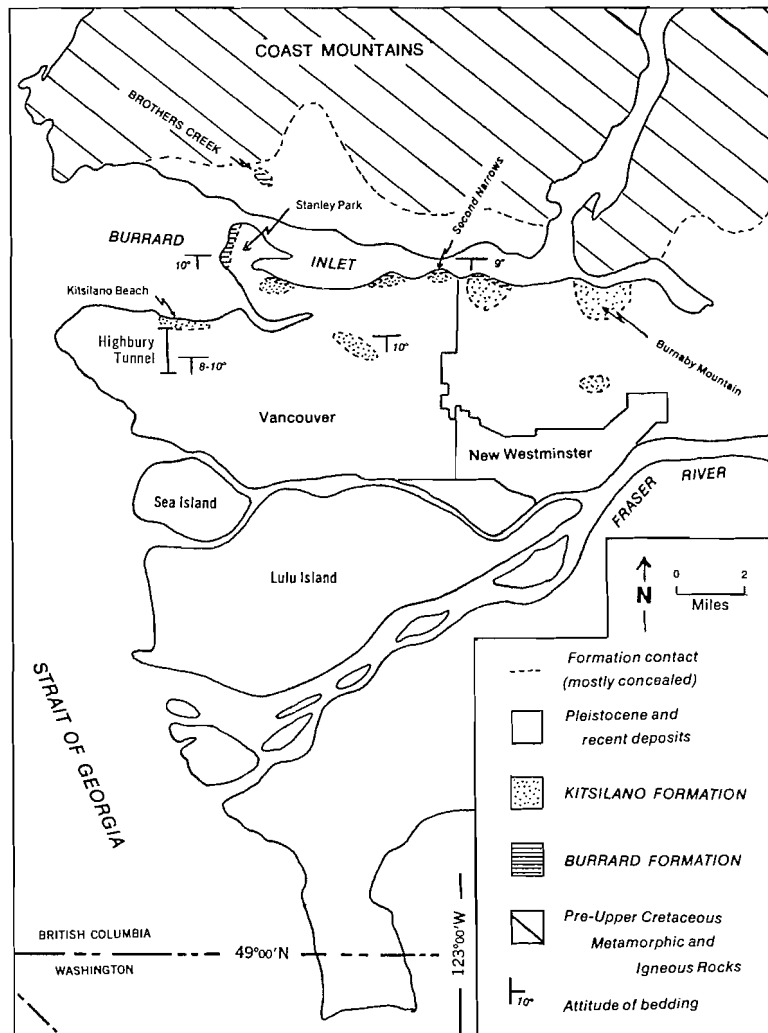 COAST MOUNTAINS
BROTHERS CREEK
Second Narrows
Stanley Park
BURRARD
INLET
10°
9°
Kitsilano Beach
Highbury
Tunnel
8-10°
10°
Burnaby Mountain
Vancouver
New Westminster
Sea Island
FRASER
RIVER
Lulu Island
N
0 2
Miles
STRAIT OF GEORGIA
Formation contact
(mostly concealed)
Pleistocene and
recent deposits
KITSILANO FORMATION
BURRARD FORMATION
Pre-Upper Cretaceous
Metamorphic and
Igneous Rocks
10°
Attitude of bedding
BRITISH COLUMBIA
WASHINGTON
49°00'N
123°00'W